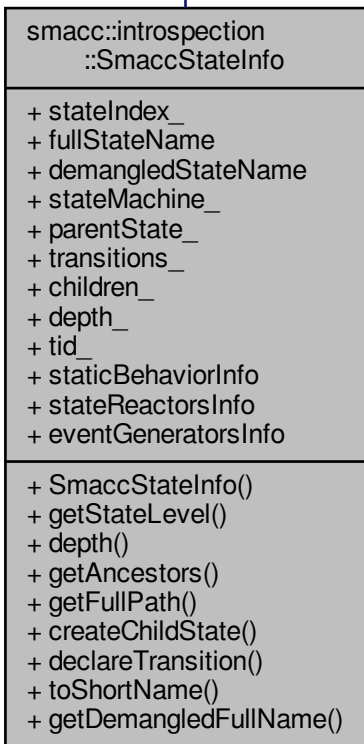 smacc::introspection
::SmaccStateInfo
+ stateIndex_
+ fullStateName
+ demangledStateName
+ stateMachine_
+ parentState_
+ transitions_
+ children_
+ depth_
+ tid_
+ staticBehaviorInfo
+ stateReactorsInfo
+ eventGeneratorsInfo
+ SmaccStateInfo()
+ getStateLevel()
+ depth()
+ getAncestors()
+ getFullPath()
+ createChildState()
+ declareTransition()
+ toShortName()
+ getDemangledFullName()